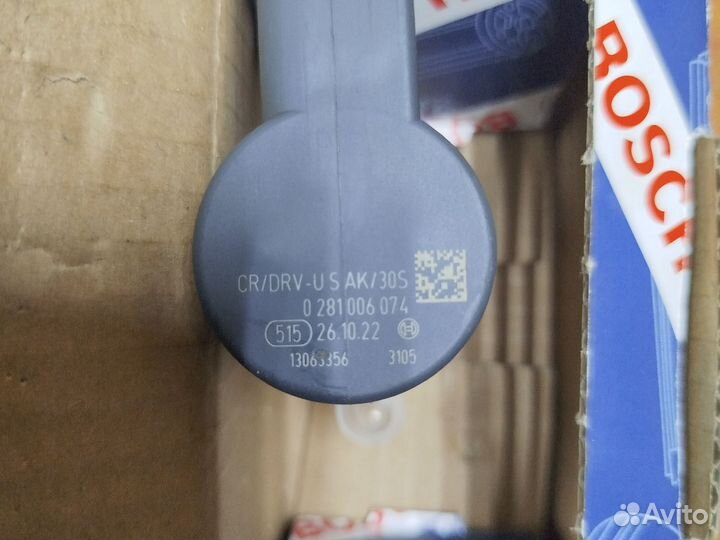 BOSCH
CR/DRV-U S AK/30S
0 281 006 074
515 26.10.22
13063356 3105
Avito